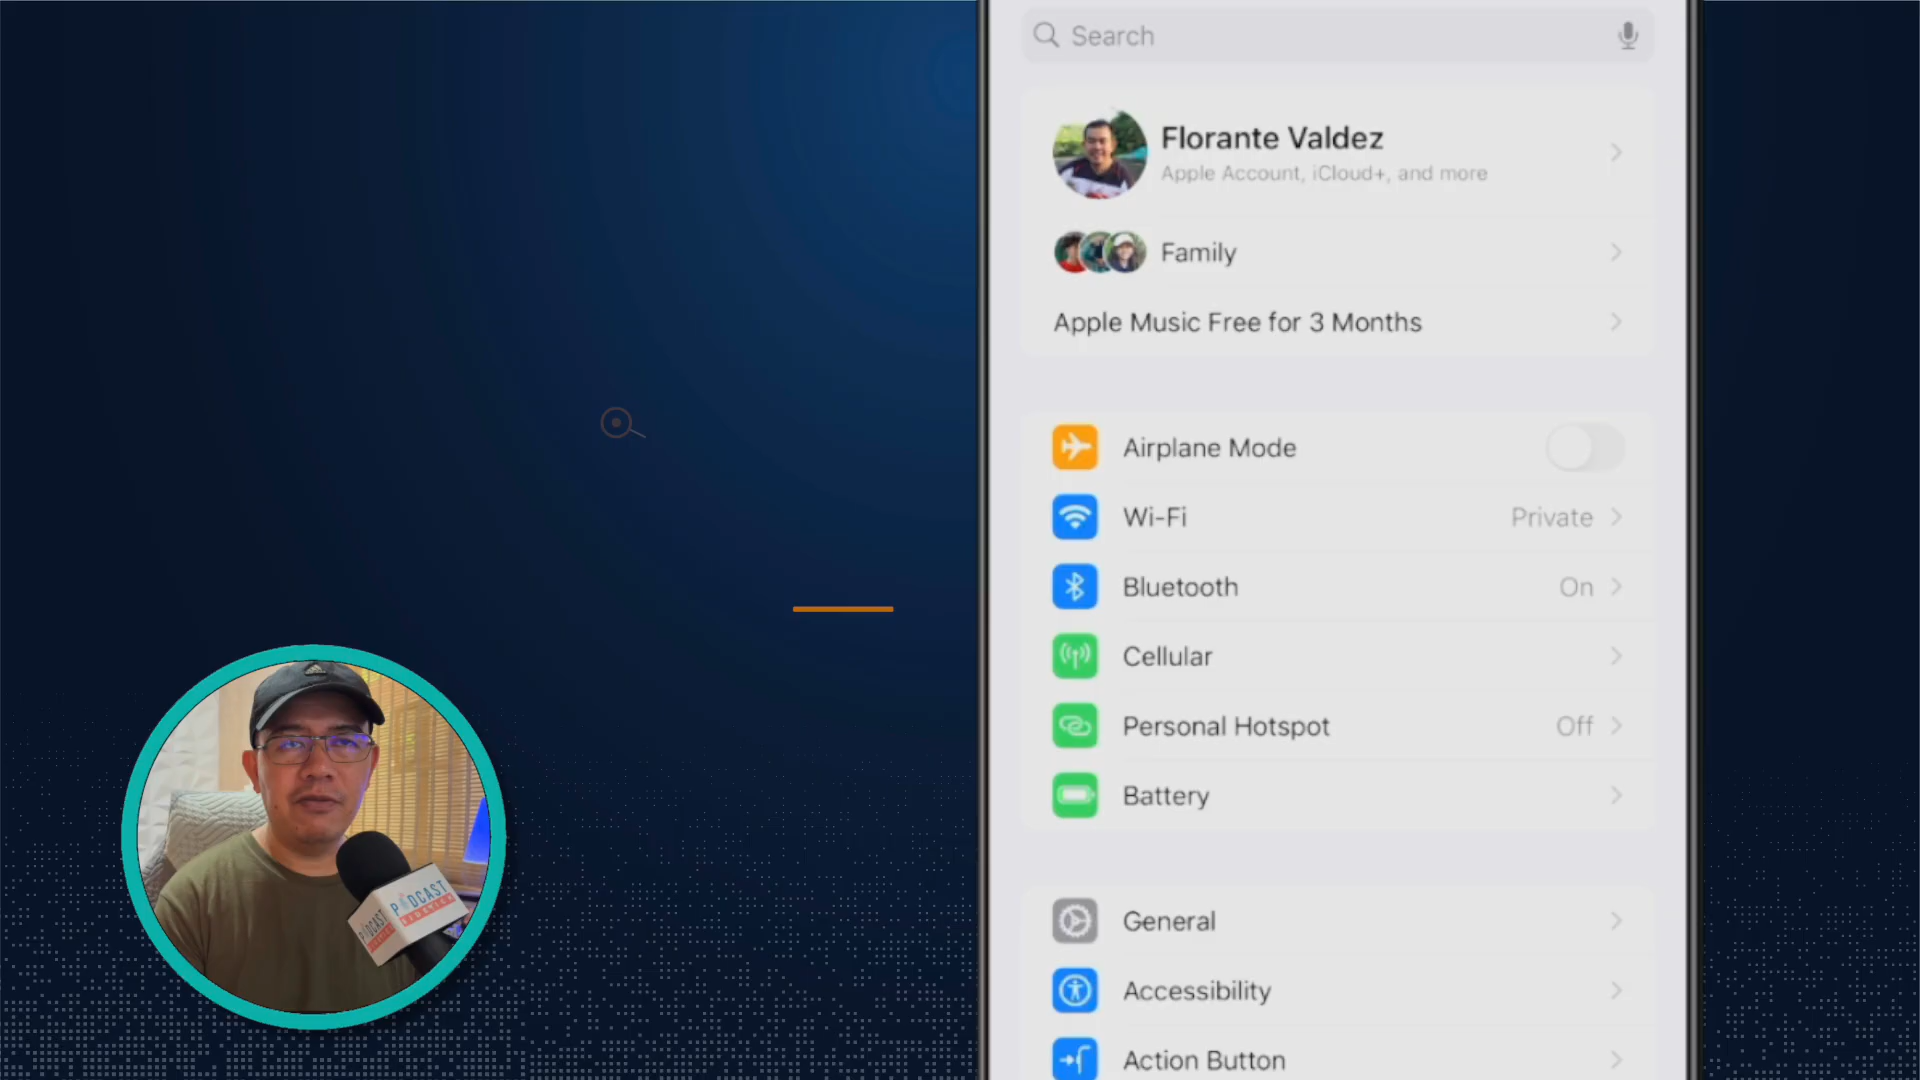 Search
Florante Valdez
Apple Account, iCloud+, and more
Family
Apple Music Free for 3 Months
Airplane Mode
Wi-Fi
Private
Bluetooth
On
Cellular
Personal Hotspot
Off
Battery
General
Accessibility
Action Button
PODCAST
PODCAST